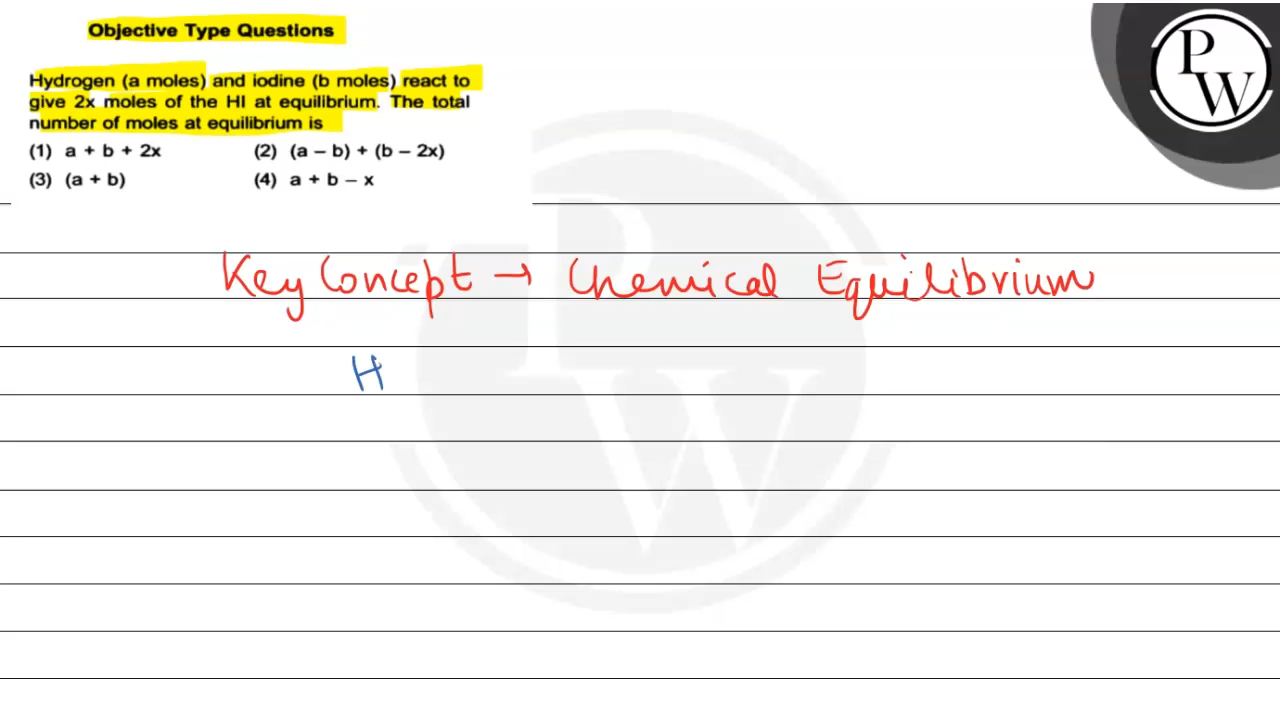 Objective Type Questions
Hydrogen (a moles) and iodine (b moles) react to
give 2x moles of the HI at equilibrium. The total
number of moles at equilibrium is
(1) a + b + 2x (2) (a – b) + (b – 2x)
(3) (a + b) (4) a + b – x
P
W
Key Concept → Chemical Equilibrium
H
P
W